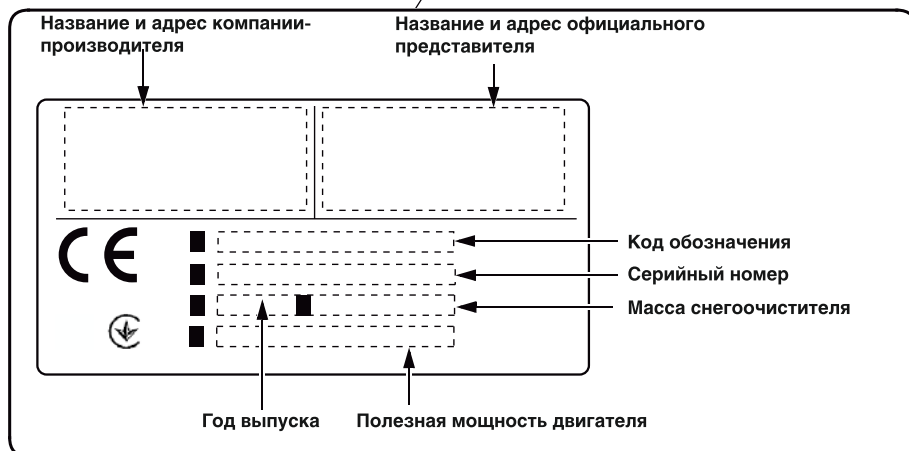 Название и адрес компании-
производителя
Название и адрес официального
представителя
CE
Код обозначения
Серийный номер
Масса снегоочистителя
Год выпуска
Полезная мощность двигателя